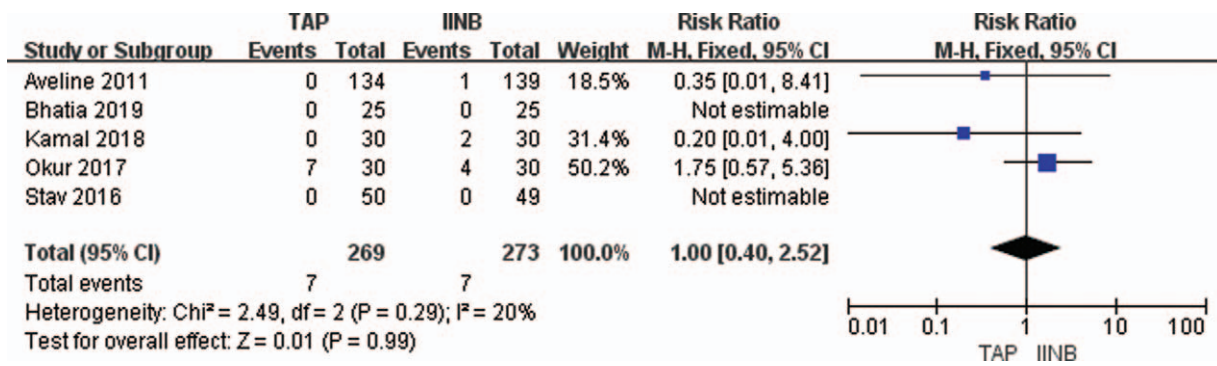 TAP IINB Risk Ratio Risk Ratio
Study or Subgroup Events Total Events Total Weight M-H, Fixed, 95% CI M-H, Fixed, 95% CI
Aveline 2011 0 134 1 139 18.5% 0.35 [0.01, 8.41]
Bhatia 2019 0 25 0 25 Not estimable
Kamal 2018 0 30 2 30 31.4% 0.20 [0.01, 4.00]
Okur 2017 7 30 4 30 50.2% 1.75 [0.57, 5.36]
Stav 2016 0 50 0 49 Not estimable
Total (95% CI) 269 273 100.0% 1.00 [0.40, 2.52]
Total events 7 7
Heterogeneity: Chi² = 2.49, df = 2 (P = 0.29); I² = 20%
Test for overall effect: Z = 0.01 (P = 0.99)
0.01 0.1 1 10 100
TAP IINB